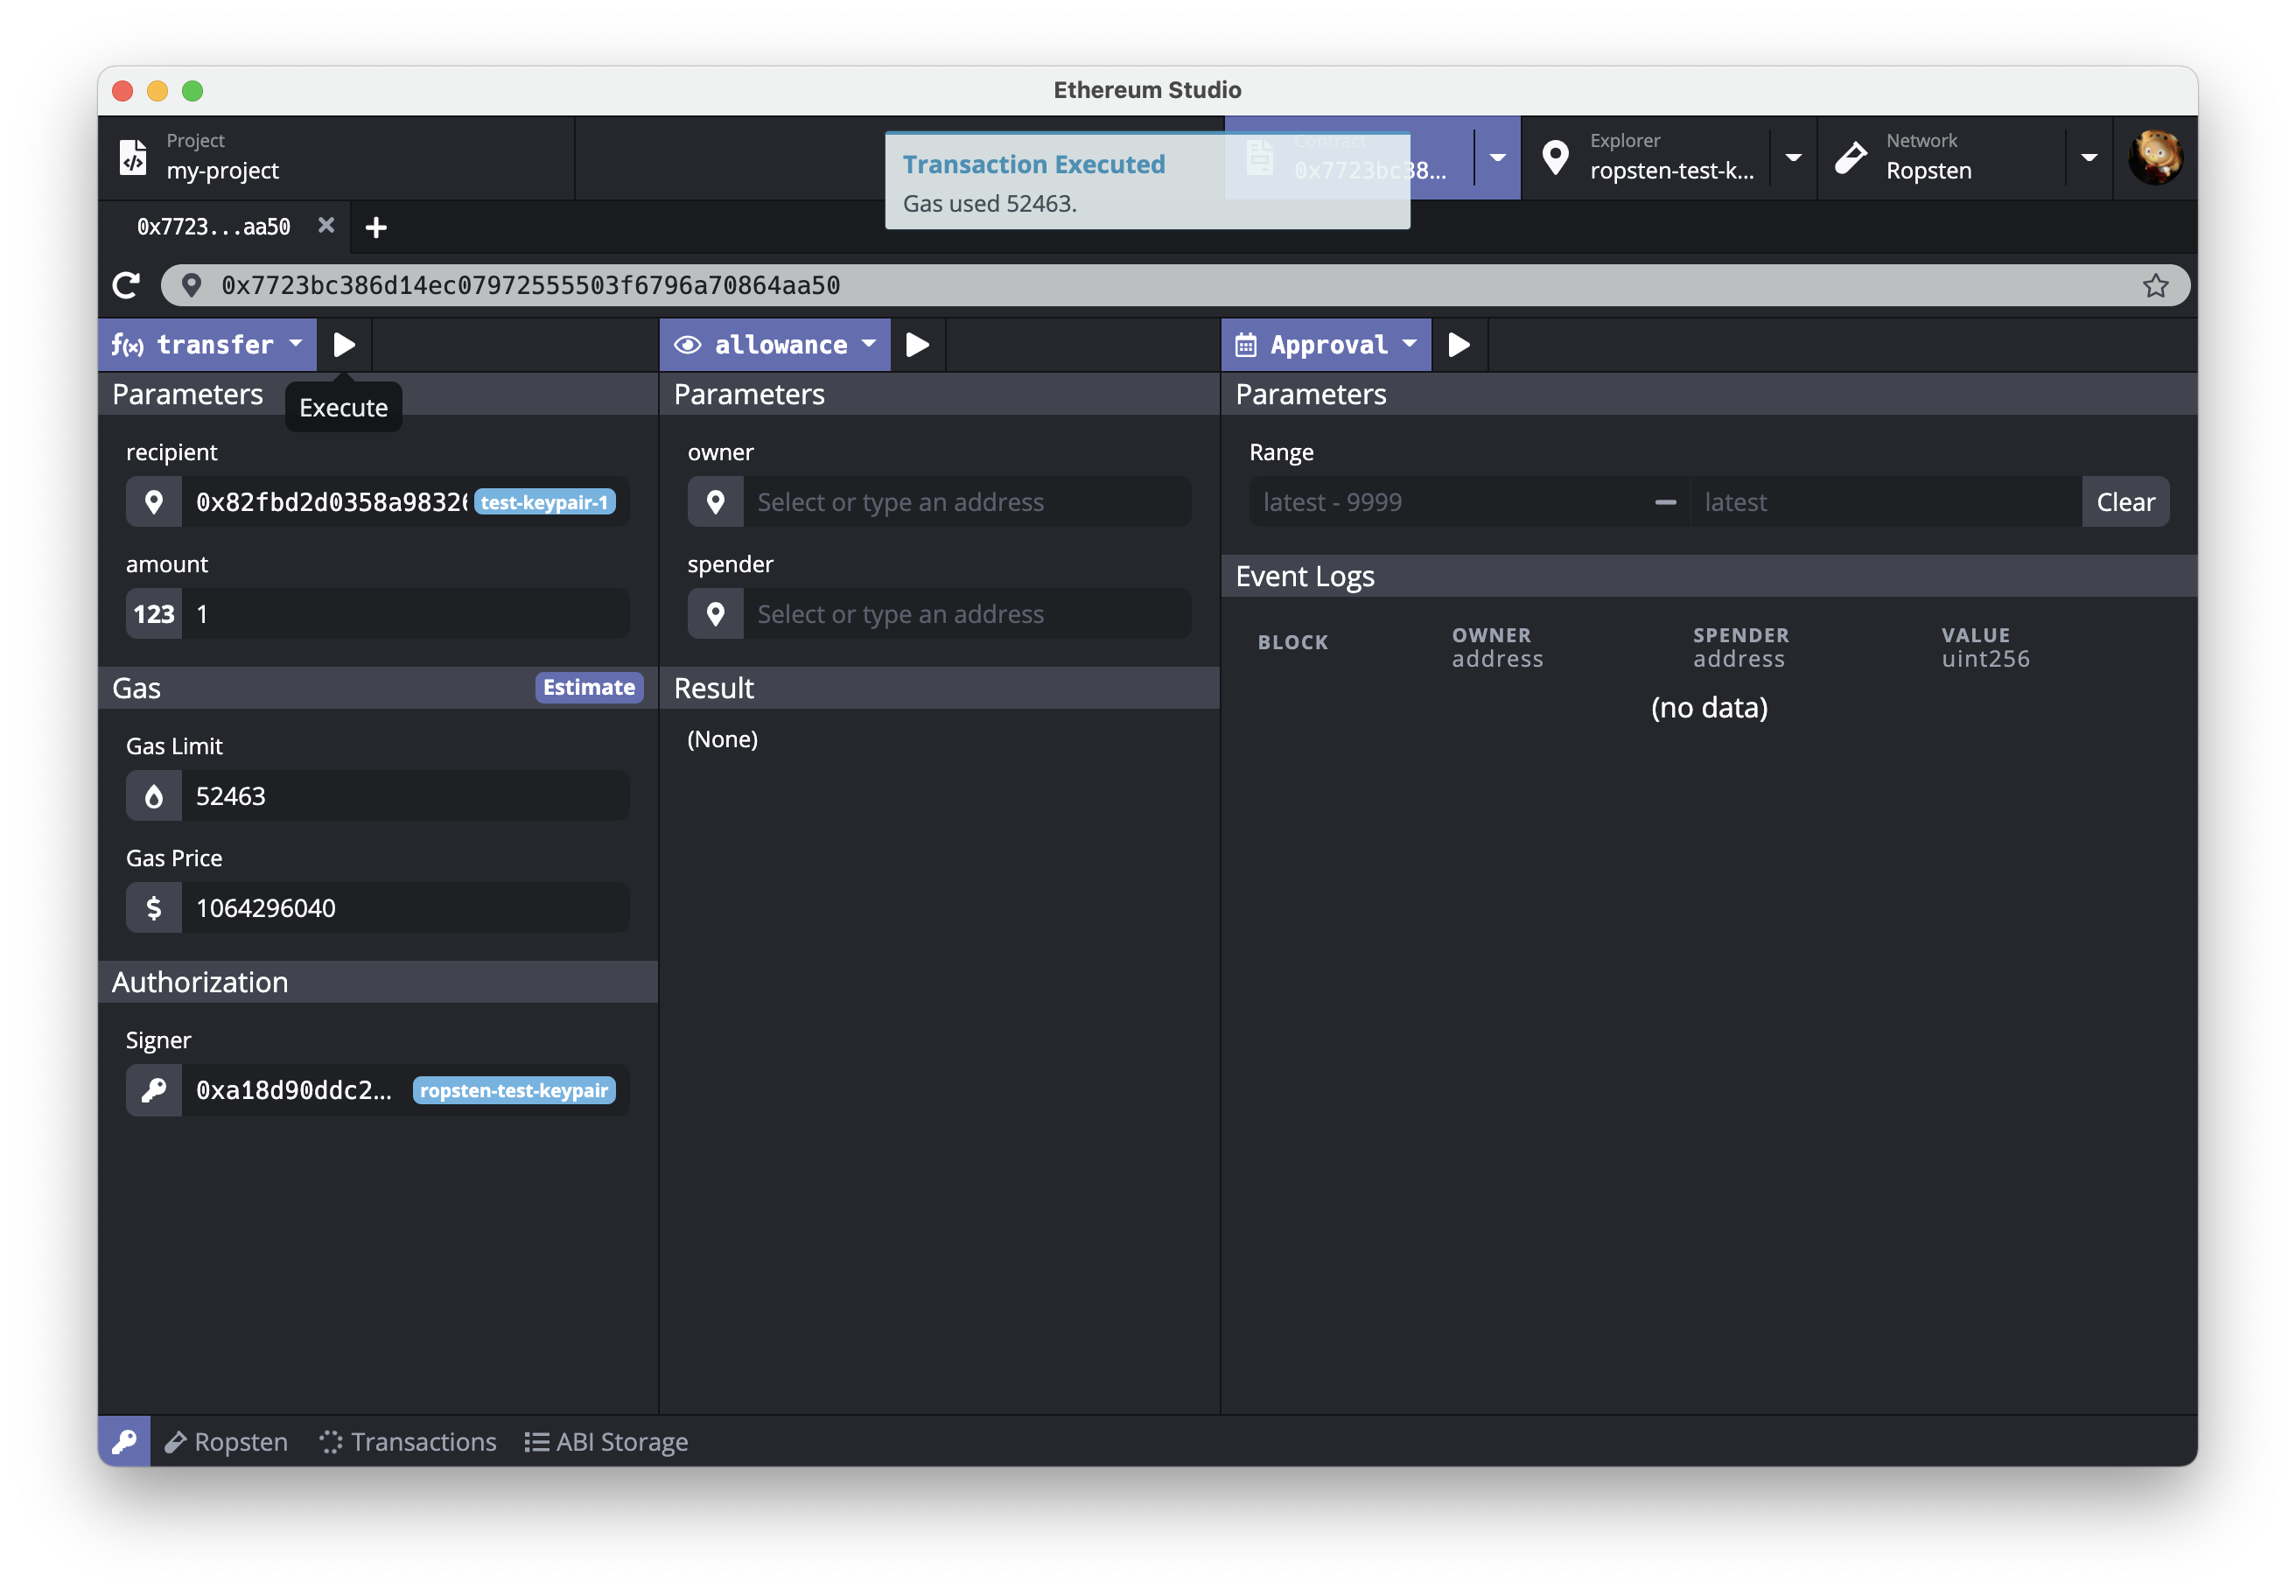 Ethereum Studio
Project
my-project
Transaction Executed
Gas used 52463.
Contract
0x7723bc38...
Explorer
ropsten-test-k...
Network
Ropsten
0x7723...aa50
0x7723bc386d14ec07972555503f6796a70864aa50
f(x) transfer
allowance
Approval
Parameters
Execute
Parameters
Parameters
recipient
0x82fbd2d0358a98326
test-keypair-1
amount
123
1
Gas
Estimate
Gas Limit
52463
Gas Price
$
1064296040
Authorization
Signer
0xa18d90ddc2...
ropsten-test-keypair
owner
Select or type an address
spender
Select or type an address
Result
(None)
Range
latest - 9999
latest
Clear
Event Logs
BLOCK
OWNER
address
SPENDER
address
VALUE
uint256
(no data)
Ropsten
Transactions
ABI Storage